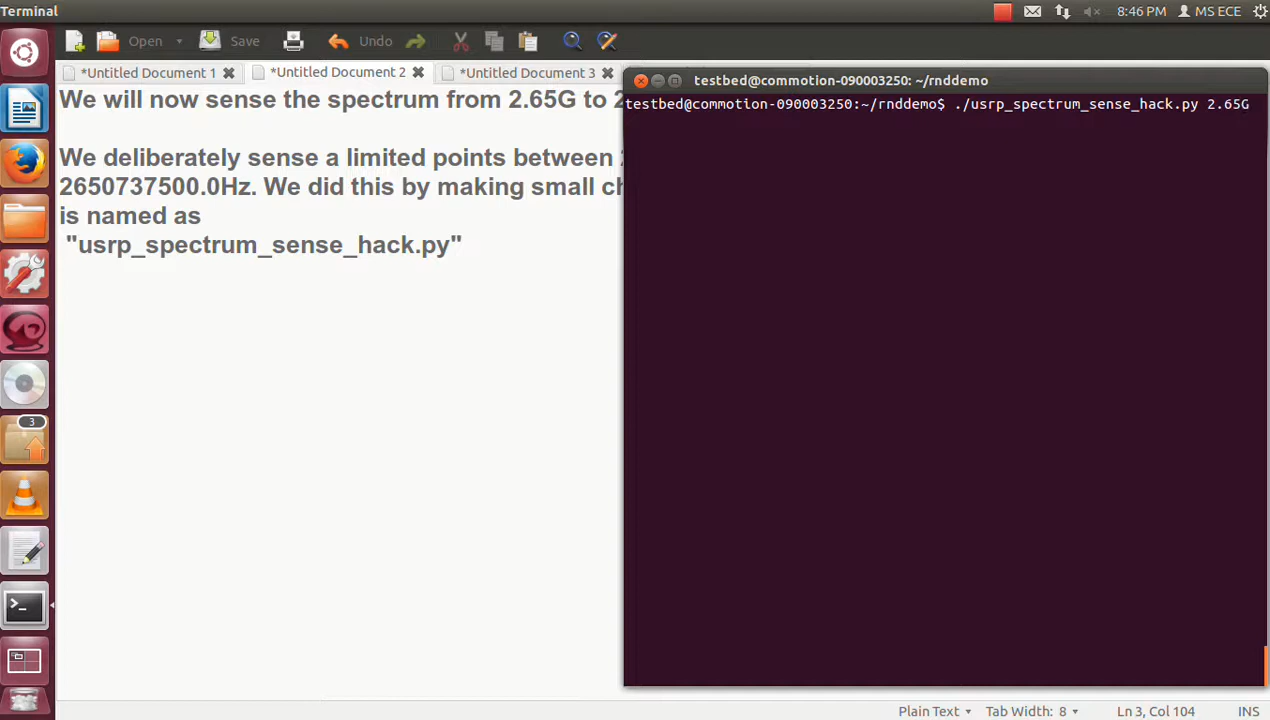 Terminal
8:46 PM
MS ECE
Open
Save
Undo
*Untitled Document 1
*Untitled Document 2
*Untitled Document 3
We will now sense the spectrum from 2.65G to
We deliberately sense a limited points between
2650737500.0Hz. We did this by making small
is named as
"usrp_spectrum_sense_hack.py"
testbed@commotion-090003250: ~/rnddemo
testbed@commotion-090003250:~/rnddemo$ ./usrp_spectrum_sense_hack.py 2.65G
3
>_
Plain Text
Tab Width: 8
Ln 3, Col 104
INS